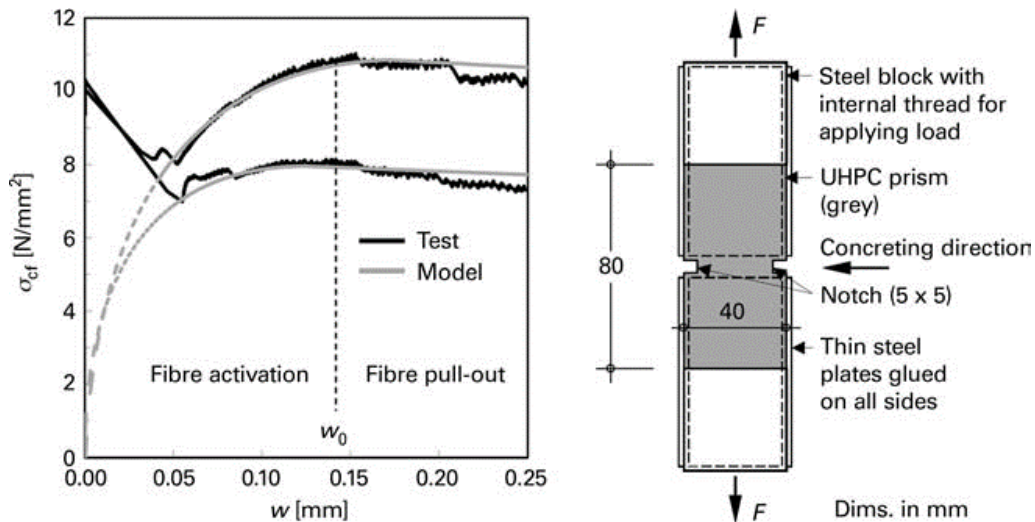 12
10
8
6
4
2
0
σcf [N/mm²]
Test
Model
Fibre activation
Fibre pull-out
w0
0.00
0.05
0.10
0.15
0.20
0.25
w [mm]
F
Steel block with
internal thread for
applying load
UHPC prism
(grey)
Concreting direction
Notch (5 x 5)
80
40
Thin steel
plates glued
on all sides
F
Dims. in mm